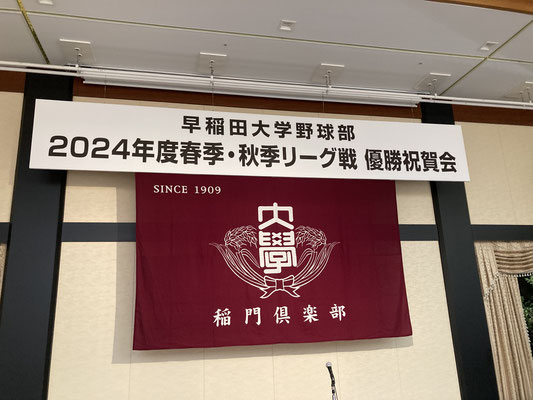 早稲田大学野球部
2024年度春季・秋季リーグ戦 優勝祝賀会
SINCE 1909
大學
稲門倶楽部